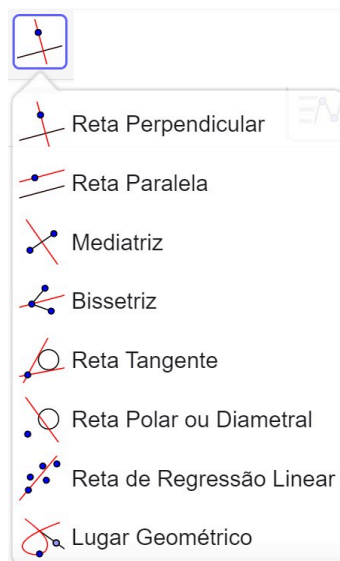 Reta Perpendicular
Reta Paralela
Mediatriz
Bissetriz
Reta Tangente
Reta Polar ou Diametral
Reta de Regressão Linear
Lugar Geométrico